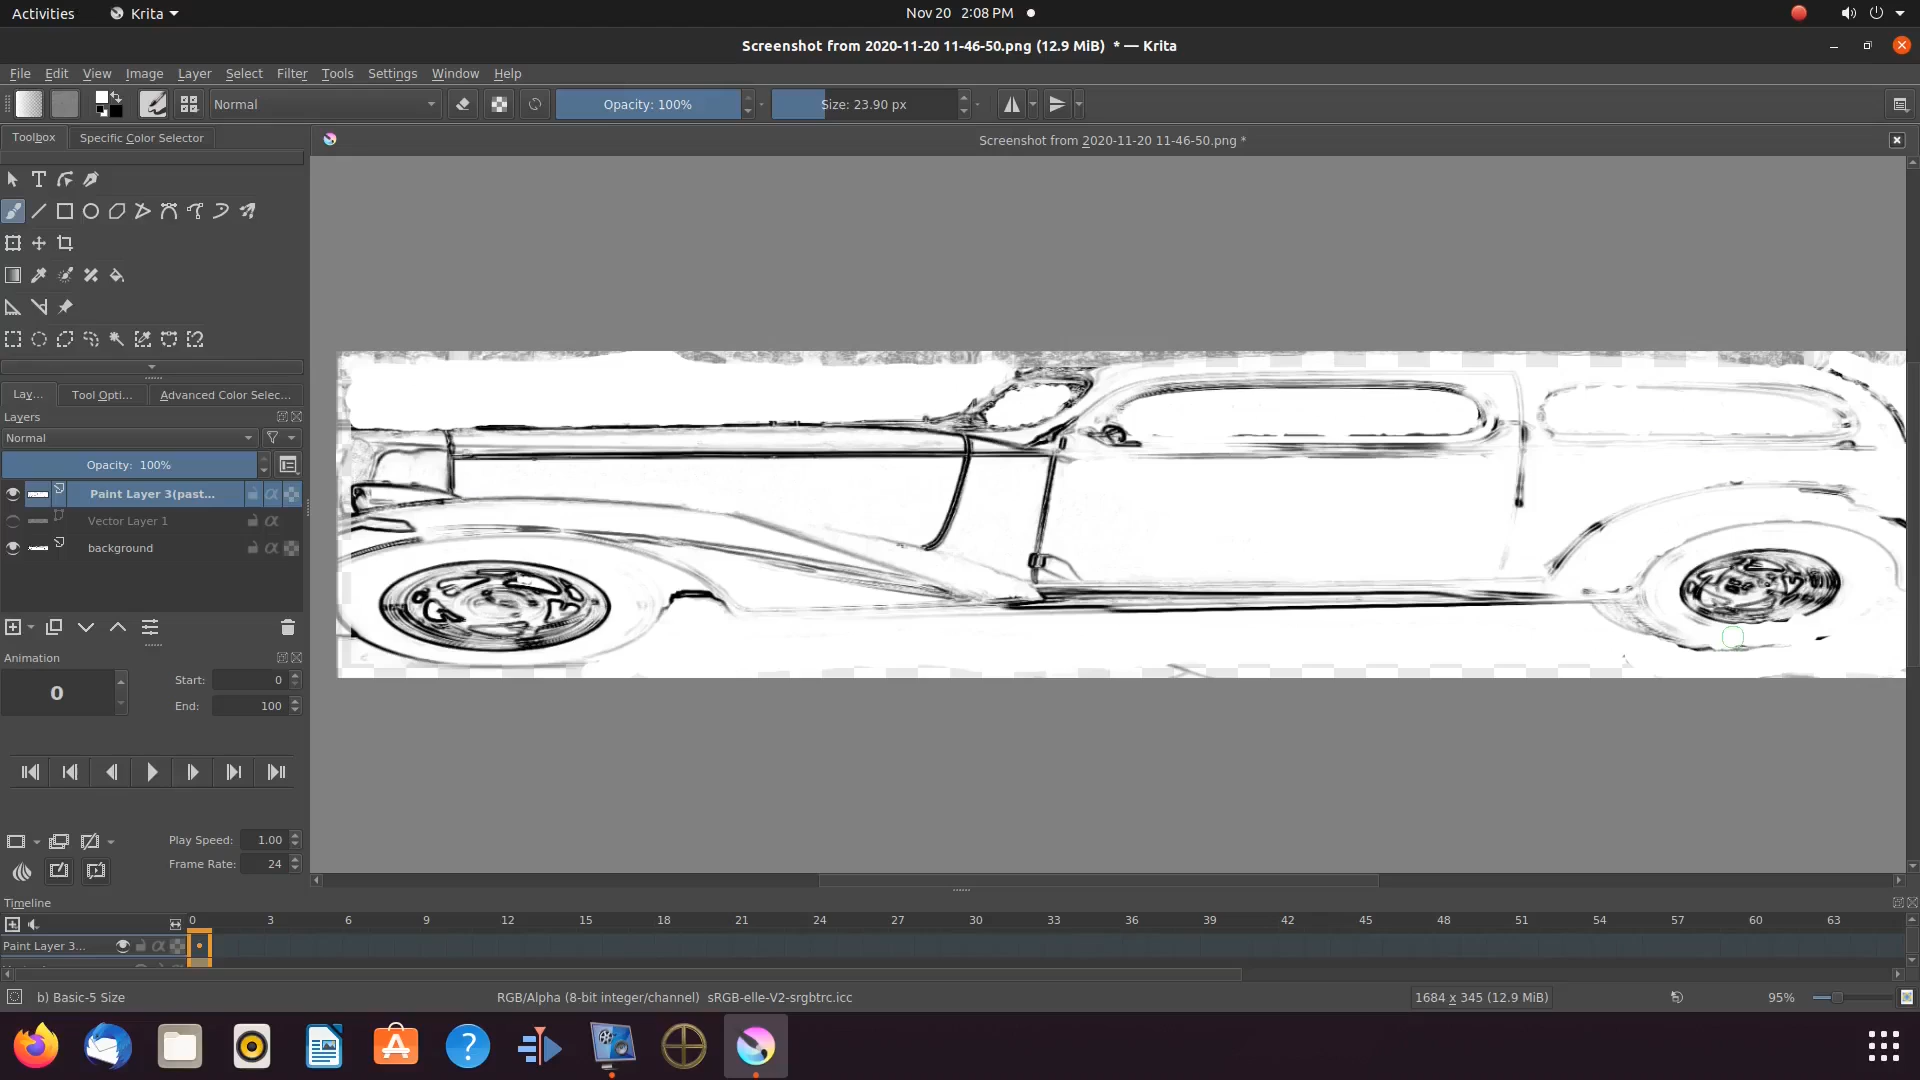 Activities Krita Nov 20 2:08 PM
Screenshot from 2020-11-20 11-46-50.png (12.9 MiB) * — Krita
File Edit View Image Layer Select Filter Tools Settings Window Help
Normal Opacity: 100% Size: 23.90 px
Toolbox Specific Color Selector Screenshot from 2020-11-20 11-46-50.png *
Lay... Tool Opti... Advanced Color Selec...
Layers
Normal
Opacity: 100%
Paint Layer 3(past...
Vector Layer 1
background
Animation
0 Start: 0
End: 100
Play Speed: 1.00
Frame Rate: 24
Timeline
0 3 6 9 12 15 18 21 24 27 30 33 36 39 42 45 48 51 54 57 60 63
Paint Layer 3...
b) Basic-5 Size RGB/Alpha (8-bit integer/channel) sRGB-elle-V2-srgbtrc.icc 1684 x 345 (12.9 MiB) 95%